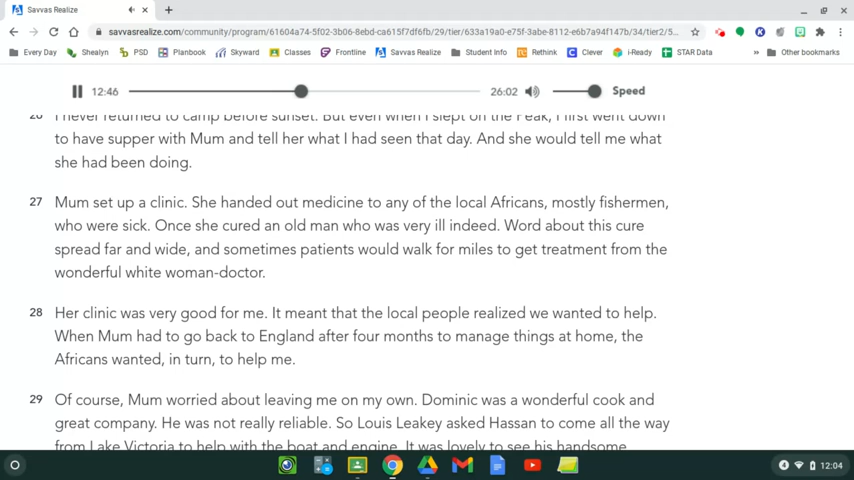 Savvas Realize
savvasrealize.com/community/program/61604a74-5f02-3b06-8ebd-ca615f7df6fb/29/tier/633a19a0-e75f-3abe-8112-e6b7a94f147b/34/tier2/5...
Every Day Shealyn PSD Planbook Skyward Classes Frontline Savvas Realize Student Info Rethink Clever i-Ready STAR Data » Other bookmarks
12:46 26:02 Speed
26 I never returned to camp before sunset. But even when I slept on the Peak, I first went down
to have supper with Mum and tell her what I had seen that day. And she would tell me what
she had been doing.
27 Mum set up a clinic. She handed out medicine to any of the local Africans, mostly fishermen,
who were sick. Once she cured an old man who was very ill indeed. Word about this cure
spread far and wide, and sometimes patients would walk for miles to get treatment from the
wonderful white woman-doctor.
28 Her clinic was very good for me. It meant that the local people realized we wanted to help.
When Mum had to go back to England after four months to manage things at home, the
Africans wanted, in turn, to help me.
29 Of course, Mum worried about leaving me on my own. Dominic was a wonderful cook and
great company. He was not really reliable. So Louis Leakey asked Hassan to come all the way
from Lake Victoria to help with the boat and engine. It was lovely to see his handsome,
4 12:04